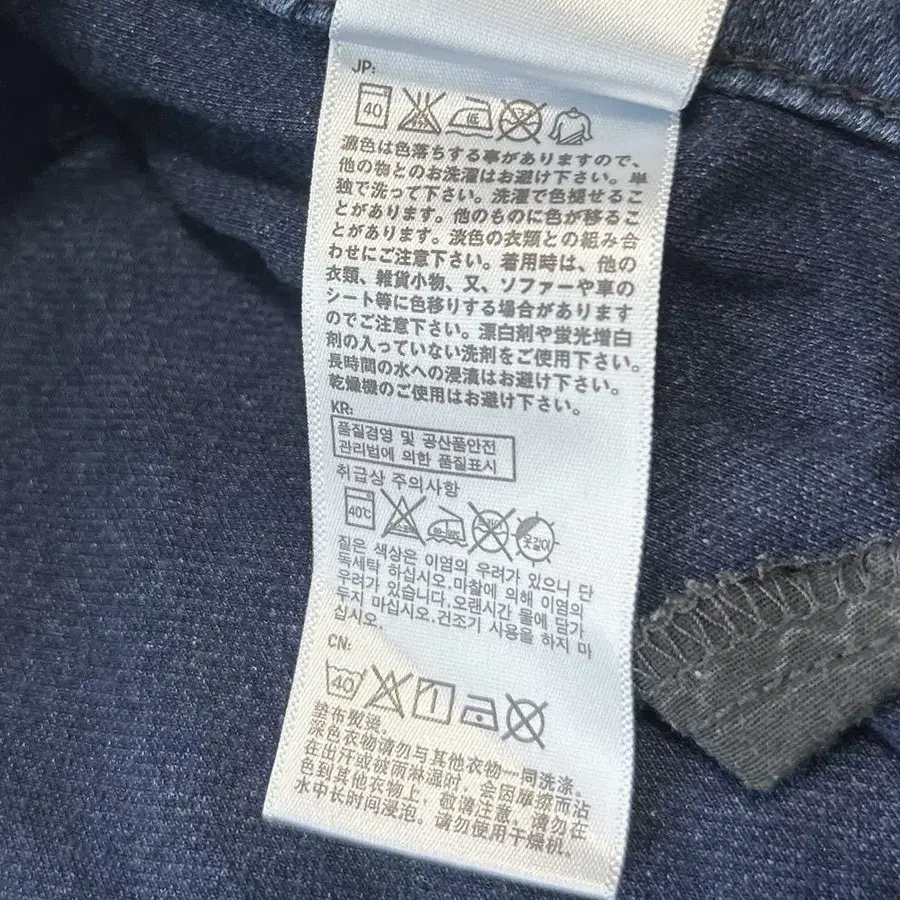 JP:
40 低
濃色は色落ちする事がありますので、
他の物とのお洗濯はお避け下さい。単
独で洗って下さい。洗濯で色褪せるこ
とがあります。他のものに色が移るこ
とがあります。淡色の衣類との組み合
わせにご注意下さい。着用時は、他の
衣類、雑貨小物、又、ソファーや車の
シート等に色移りする場合があります
のでご注意下さい。漂白剤や蛍光増白
剤の入っていない洗剤をご使用下さい。
長時間の水への浸漬はお避け下さい。
乾燥機のご使用はお避け下さい。
KR:
품질경영 및 공산품안전
관리법에 의한 품질표시
취급상 주의사항
40℃ 옷걸이
짙은 색상은 이염의 우려가 있으니 단
독세탁 하십시오.마찰에 의해 이염의
우려가 있습니다.오랜시간 물에 담가
두지 마십시오.건조기 사용을 하지 마
십시오.
CN:
40
垫布熨烫。
深色衣物请勿与其他衣物一同洗涤。
在出汗或被雨淋湿时，会因摩擦而沾
色到其他衣物上，敬请注意。请勿在
水中长时间浸泡。请勿使用干燥机。